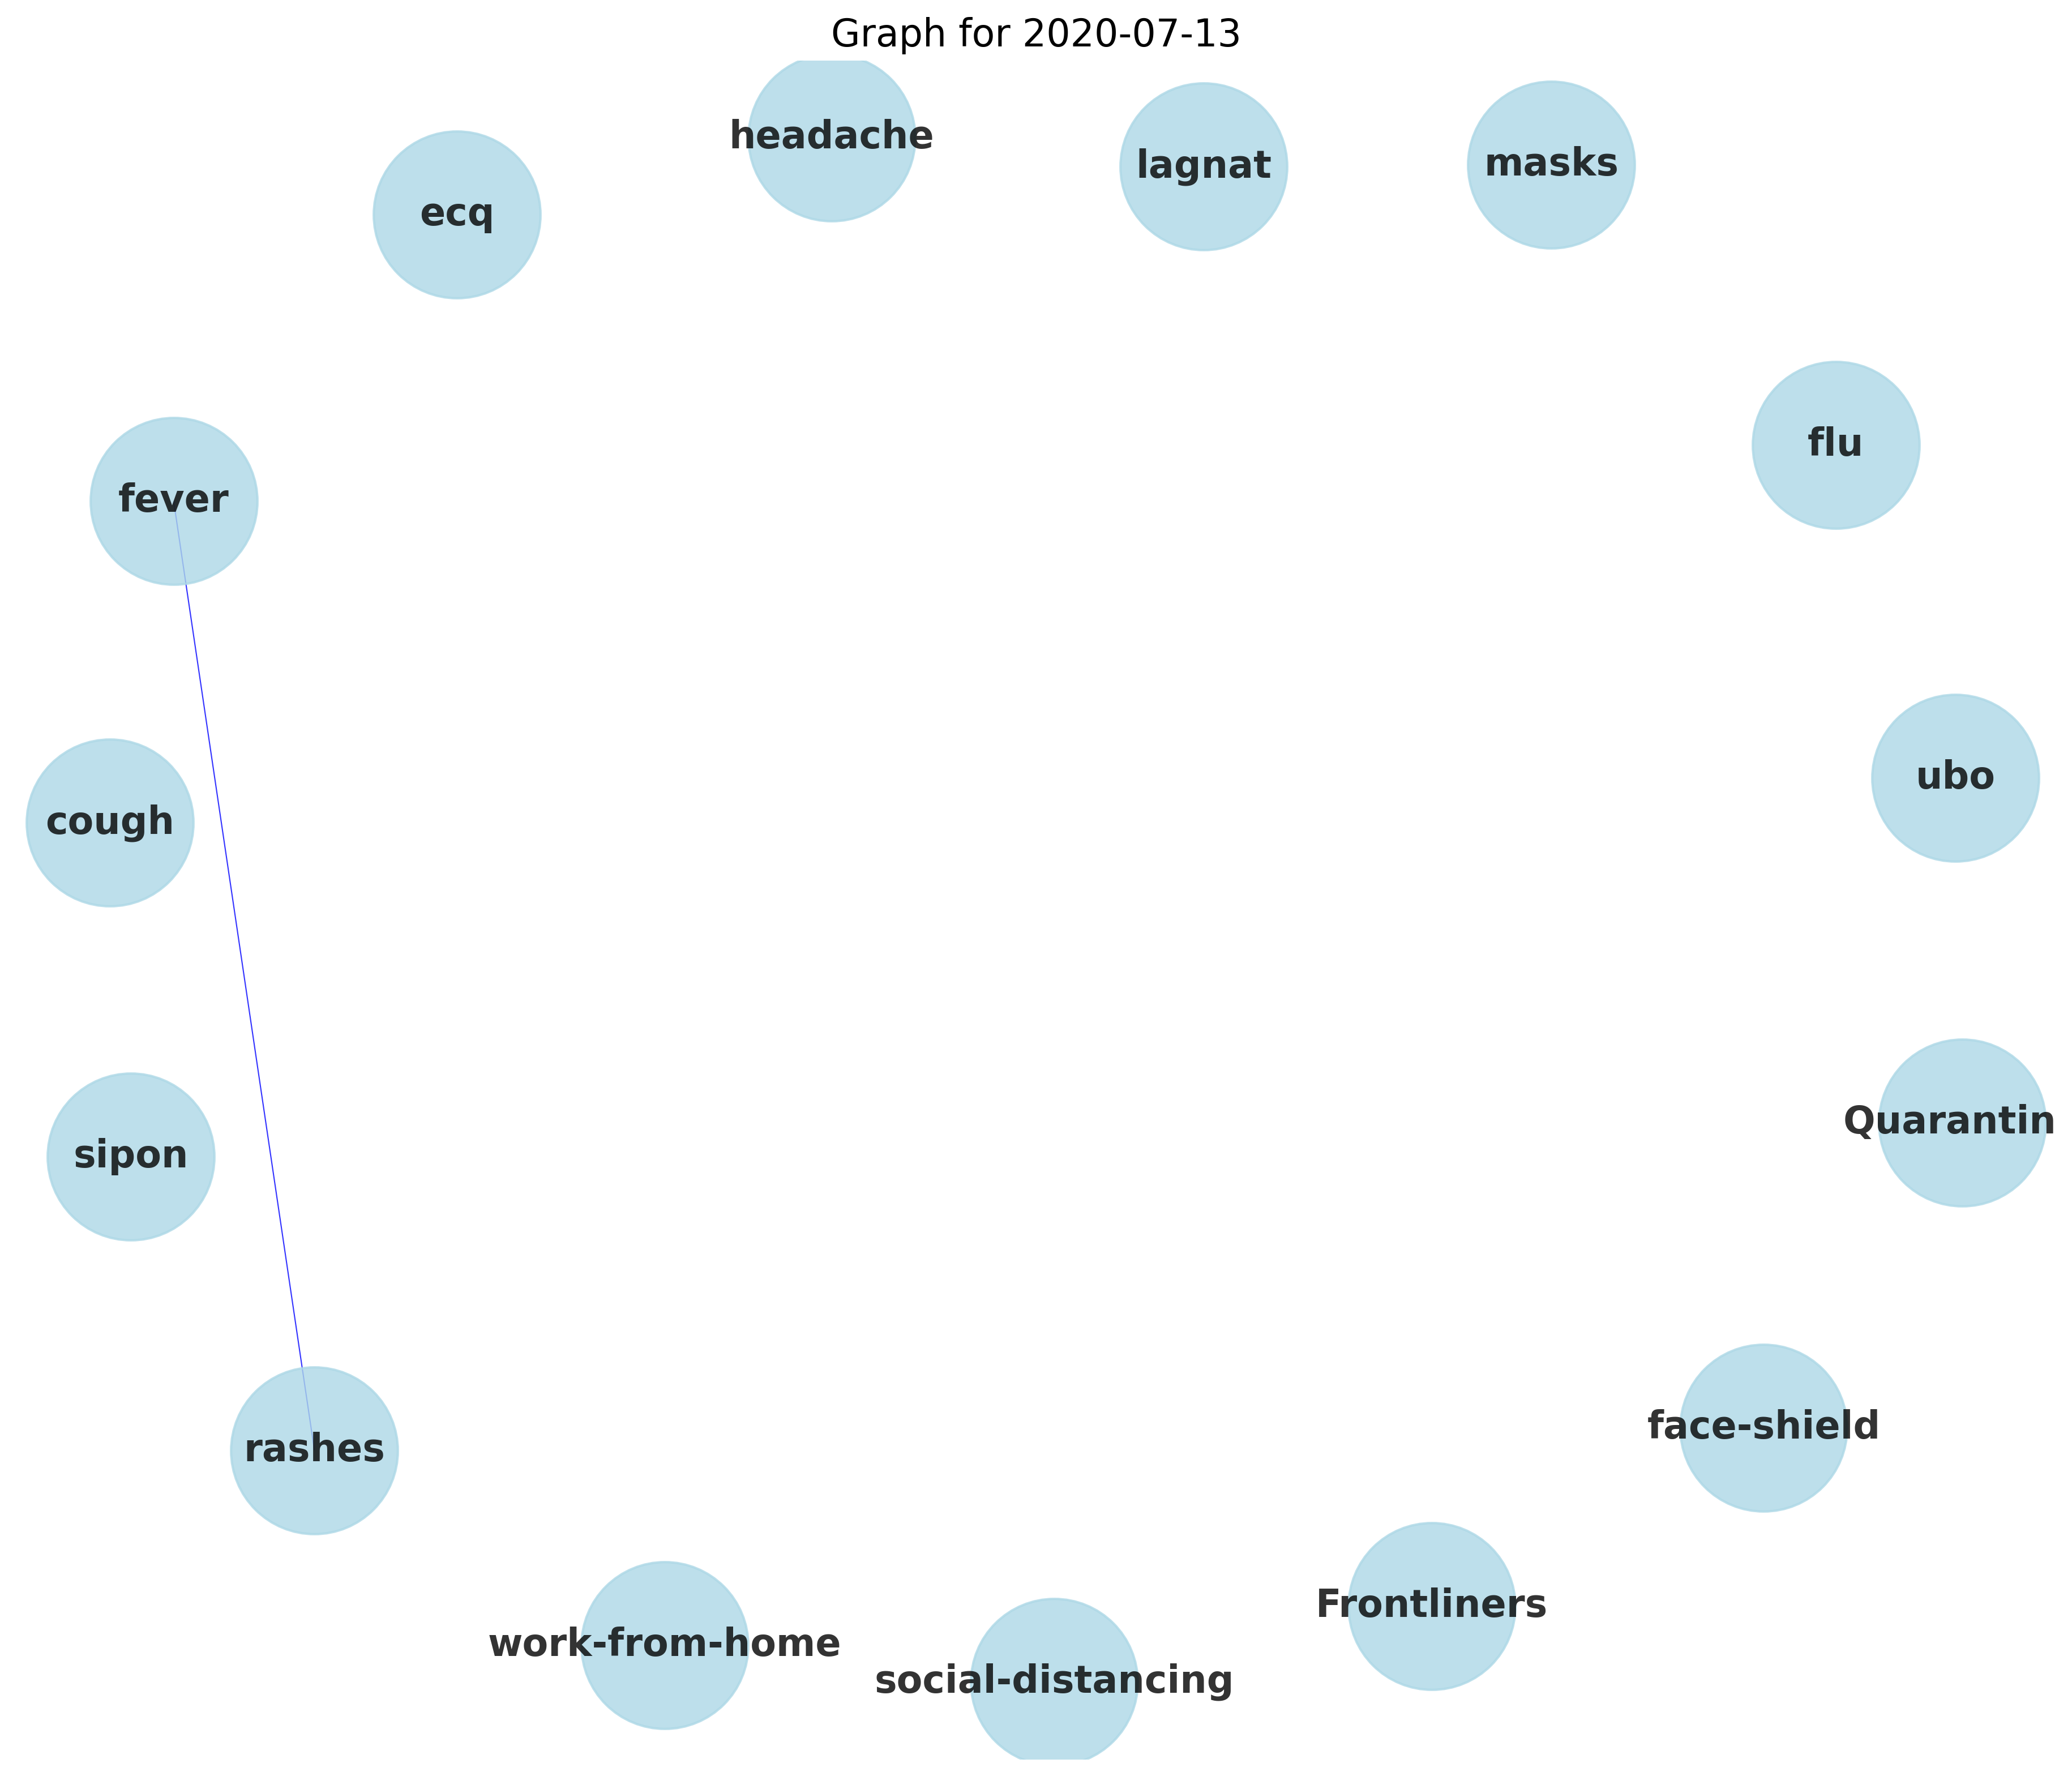 Graph for 2020-07-13
headache
lagnat
masks
ecq
flu
fever
ubo
cough
Quarantin
sipon
face-shield
rashes
Frontliners
work-from-home
social-distancing